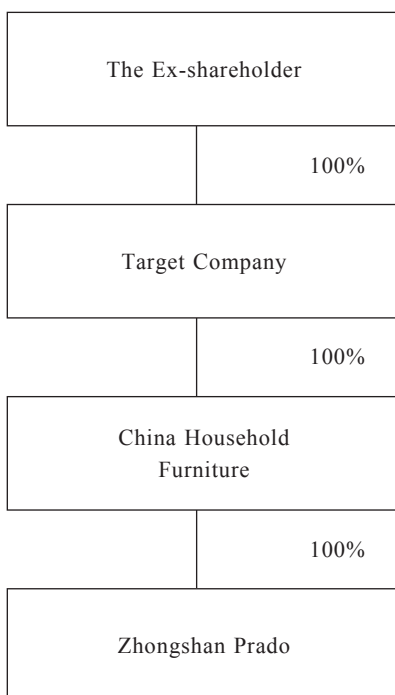 The Ex-shareholder
100%
Target Company
100%
China Household
Furniture
100%
Zhongshan Prado